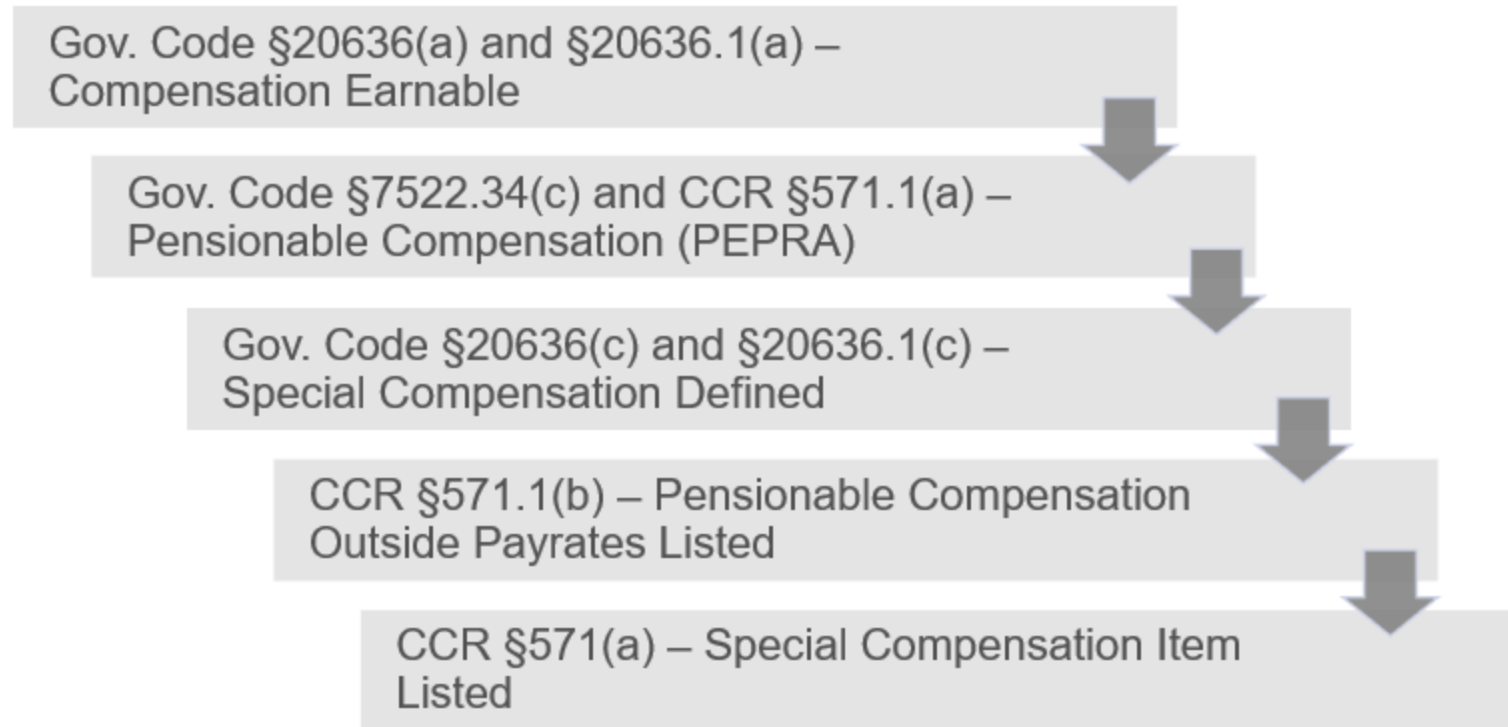 Gov. Code §20636(a) and §20636.1(a) –
Compensation Earnable
Gov. Code §7522.34(c) and CCR §571.1(a) –
Pensionable Compensation (PEPRA)
Gov. Code §20636(c) and §20636.1(c) –
Special Compensation Defined
CCR §571.1(b) – Pensionable Compensation
Outside Payrates Listed
CCR §571(a) – Special Compensation Item
Listed